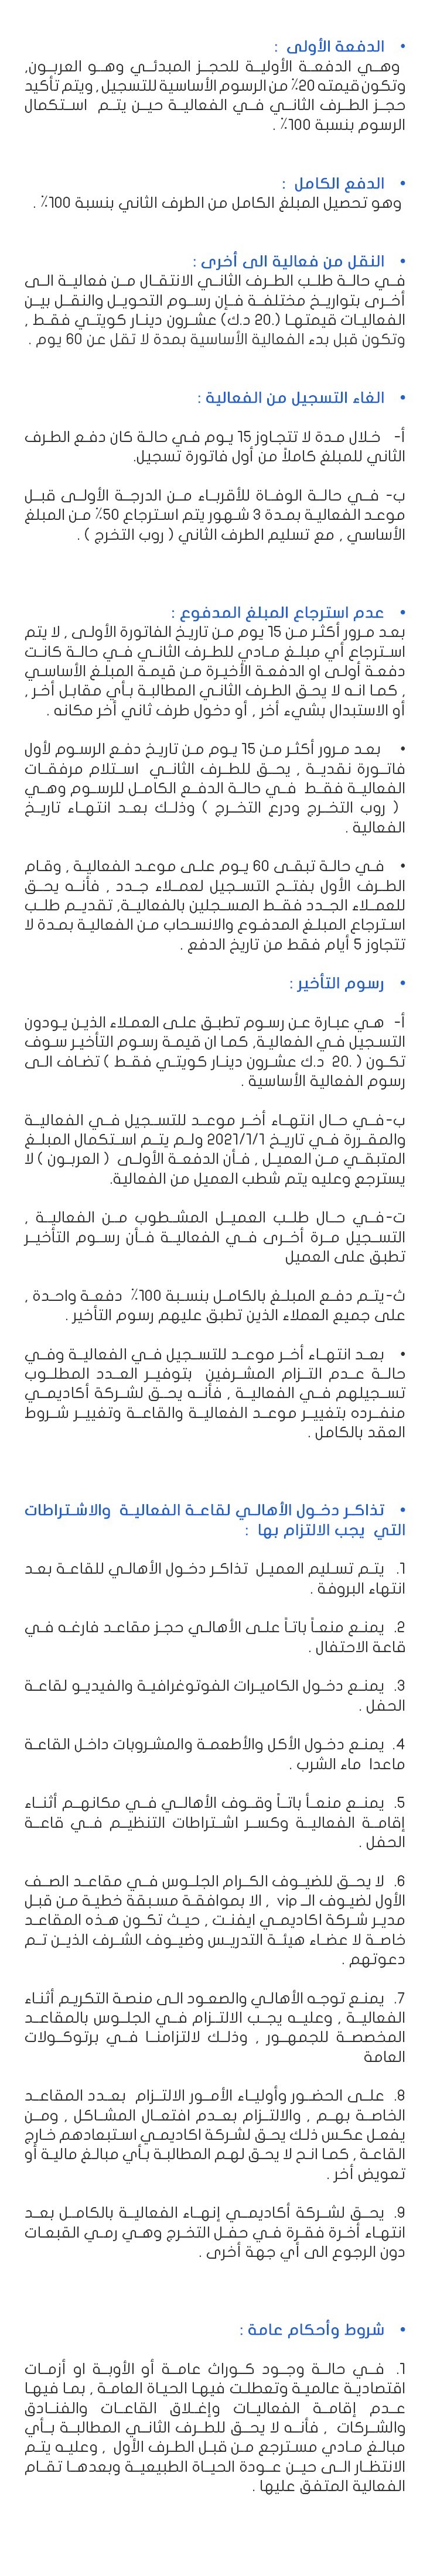 • الدفعة الأولى :
وهي الدفعة الأولية للحجز المبدئي وهو العربون,
وتكون قيمته 20٪ من الرسوم الأساسية للتسجيل , ويتم تأكيد
حجز الطرف الثاني في الفعالية حين يتم استكمال
الرسوم بنسبة 100٪ .
• الدفع الكامل :
وهو تحصيل المبلغ الكامل من الطرف الثاني بنسبة 100٪ .
• النقل من فعالية الى أخرى :
في حالة طلب الطرف الثاني الانتقال من فعالية الى
أخرى بتواريخ مختلفة فإن رسوم التحويل والنقل بين
الفعاليات قيمتها (.20 د.ك) عشرون دينار كويتي فقط ,
وتكون قبل بدء الفعالية الأساسية بمدة لا تقل عن 60 يوم .
• الغاء التسجيل من الفعالية :
أ- خلال مدة لا تتجاوز 15 يوم في حالة كان دفع الطرف
الثاني للمبلغ كاملاً من أول فاتورة تسجيل.
ب- في حالة الوفاة للأقرباء من الدرجة الأولى قبل
موعد الفعالية بمدة 3 شهور يتم استرجاع 50٪ من المبلغ
الأساسي , مع تسليم الطرف الثاني ( روب التخرج ) .
• عدم استرجاع المبلغ المدفوع :
بعد مرور أكثر من 15 يوم من تاريخ الفاتورة الأولى , لا يتم
استرجاع أي مبلغ مادي للطرف الثاني في حالة كانت
دفعة أولى او الدفعة الأخيرة من قيمة المبلغ الأساسي
, كما انه لا يحق الطرف الثاني المطالبة بأي مقابل أخر ,
أو الاستبدال بشيء أخر , أو دخول طرف ثاني أخر مكانه .
• بعد مرور أكثر من 15 يوم من تاريخ دفع الرسوم لأول
فاتورة نقدية , يحق للطرف الثاني استلام مرفقات
الفعالية فقط في حالة الدفع الكامل للرسوم وهي
( روب التخرج ودرع التخرج ) وذلك بعد انتهاء تاريخ
الفعالية .
• في حالة تبقى 60 يوم على موعد الفعالية , وقام
الطرف الأول بفتح التسجيل لعملاء جدد , فأنه يحق
للعملاء الجدد فقط المسجلين بالفعالية, تقديم طلب
استرجاع المبلغ المدفوع والانسحاب من الفعالية بمدة لا
تتجاوز 5 أيام فقط من تاريخ الدفع .
• رسوم التأخير :
أ- هي عبارة عن رسوم تطبق على العملاء الذين يودون
التسجيل في الفعالية, كما ان قيمة رسوم التأخير سوف
تكون ( .20 د.ك عشرون دينار كويتي فقط ) تضاف الى
رسوم الفعالية الأساسية .
ب-في حال انتهاء أخر موعد للتسجيل في الفعالية
والمقررة في تاريخ 2021/1/1 ولم يتم استكمال المبلغ
المتبقي من العميل , فأن الدفعة الأولى ( العربون ) لا
يسترجع وعليه يتم شطب العميل من الفعالية.
ت-في حال طلب العميل المشطوب من الفعالية ,
التسجيل مرة أخرى في الفعالية فأن رسوم التأخير
تطبق على العميل
ث-يتم دفع المبلغ بالكامل بنسبة 100٪ دفعة واحدة ,
على جميع العملاء الذين تطبق عليهم رسوم التأخير .
• بعد انتهاء أخر موعد للتسجيل في الفعالية وفي
حالة عدم التزام المشرفين بتوفير العدد المطلوب
تسجيلهم في الفعالية , فأنه يحق لشركة أكاديمي
منفرده بتغيير موعد الفعالية والقاعة وتغيير شروط
العقد بالكامل .
• تذاكر دخول الأهالي لقاعة الفعالية والاشتراطات
التي يجب الالتزام بها :
1. يتم تسليم العميل تذاكر دخول الأهالي للقاعة بعد
انتهاء البروفة .
2. يمنع منعاً باتاً على الأهالي حجز مقاعد فارغه في
قاعة الاحتفال .
3. يمنع دخول الكاميرات الفوتوغرافية والفيديو لقاعة
الحفل .
4. يمنع دخول الأكل والأطعمة والمشروبات داخل القاعة
ماعدا ماء الشرب .
5. يمنع منعاً باتاً وقوف الأهالي في مكانهم أثناء
إقامة الفعالية وكسر اشتراطات التنظيم في قاعة
الحفل .
6. لا يحق للضيوف الكرام الجلوس في مقاعد الصف
الأول لضيوف الـ vip , الا بموافقة مسبقة خطية من قبل
مدير شركة اكاديمي ايفنت , حيث تكون هذه المقاعد
خاصة لا عضاء هيئة التدريس وضيوف الشرف الذين تم
دعوتهم .
7. يمنع توجه الأهالي والصعود الى منصة التكريم أثناء
الفعالية , وعليه يجب الالتزام في الجلوس بالمقاعد
المخصصة للجمهور , وذلك لالتزامنا في برتوكولات
العامة
8. على الحضور وأولياء الأمور الالتزام بعدد المقاعد
الخاصة بهم , والالتزام بعدم افتعال المشاكل , ومن
يفعل عكس ذلك يحق لشركة اكاديمي استبعادهم خارج
القاعة , كما انح لا يحق لهم المطالبة بأي مبالغ مالية أو
تعويض أخر .
9. يحق لشركة أكاديمي إنهاء الفعالية بالكامل بعد
انتهاء أخرة فقرة في حفل التخرج وهي رمي القبعات
دون الرجوع الى أي جهة أخرى .
• شروط وأحكام عامة :
1. في حالة وجود كوراث عامة أو الأوبة او أزمات
اقتصادية عالمية وتعطلت فيها الحياة العامة , بما فيها
عدم إقامة الفعاليات وإغلاق القاعات والفنادق
والشركات , فأنه لا يحق للطرف الثاني المطالبة بأي
مبالغ مادي مسترجع من قبل الطرف الأول , وعليه يتم
الانتظار الى حين عودة الحياة الطبيعية وبعدها تقام
الفعالية المتفق عليها .